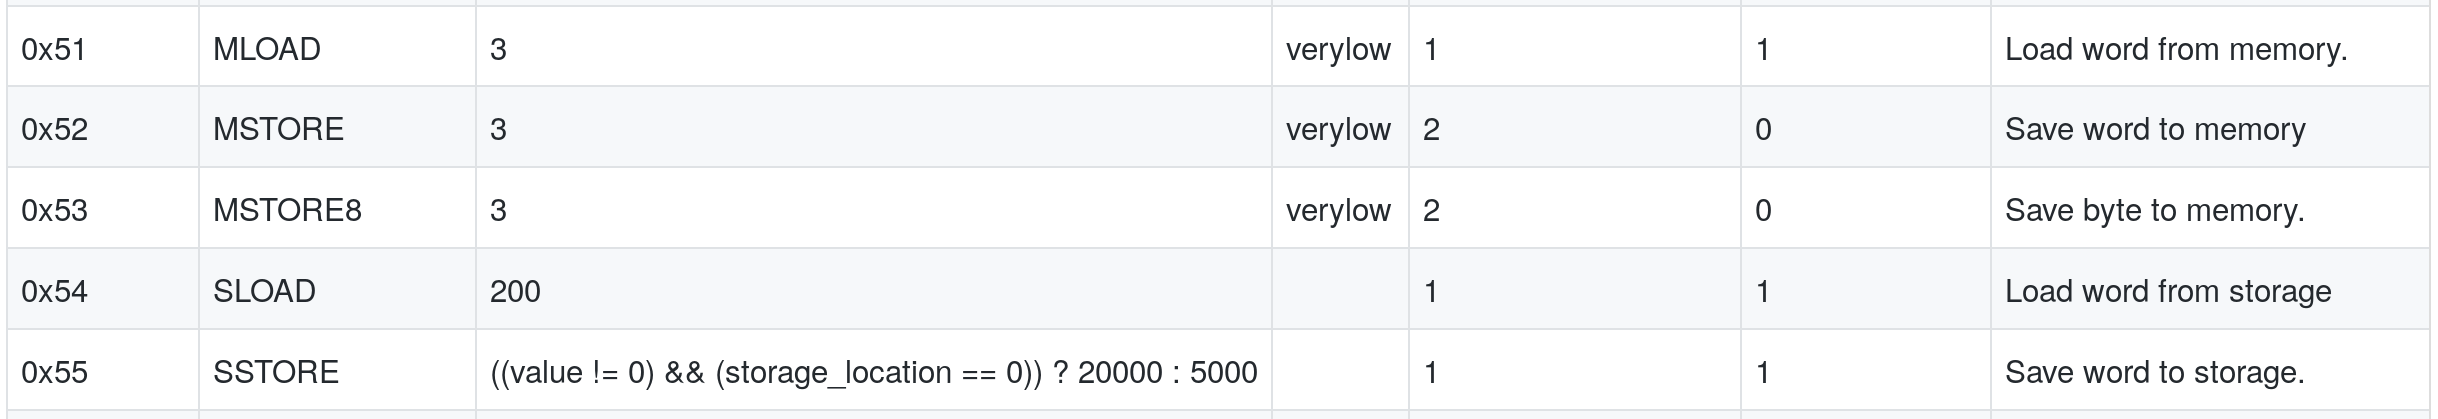 0x51 MLOAD 3 verylow 1 1 Load word from memory.
0x52 MSTORE 3 verylow 2 0 Save word to memory
0x53 MSTORE8 3 verylow 2 0 Save byte to memory.
0x54 SLOAD 200 1 1 Load word from storage
0x55 SSTORE ((value != 0) && (storage_location == 0)) ? 20000 : 5000 1 1 Save word to storage.